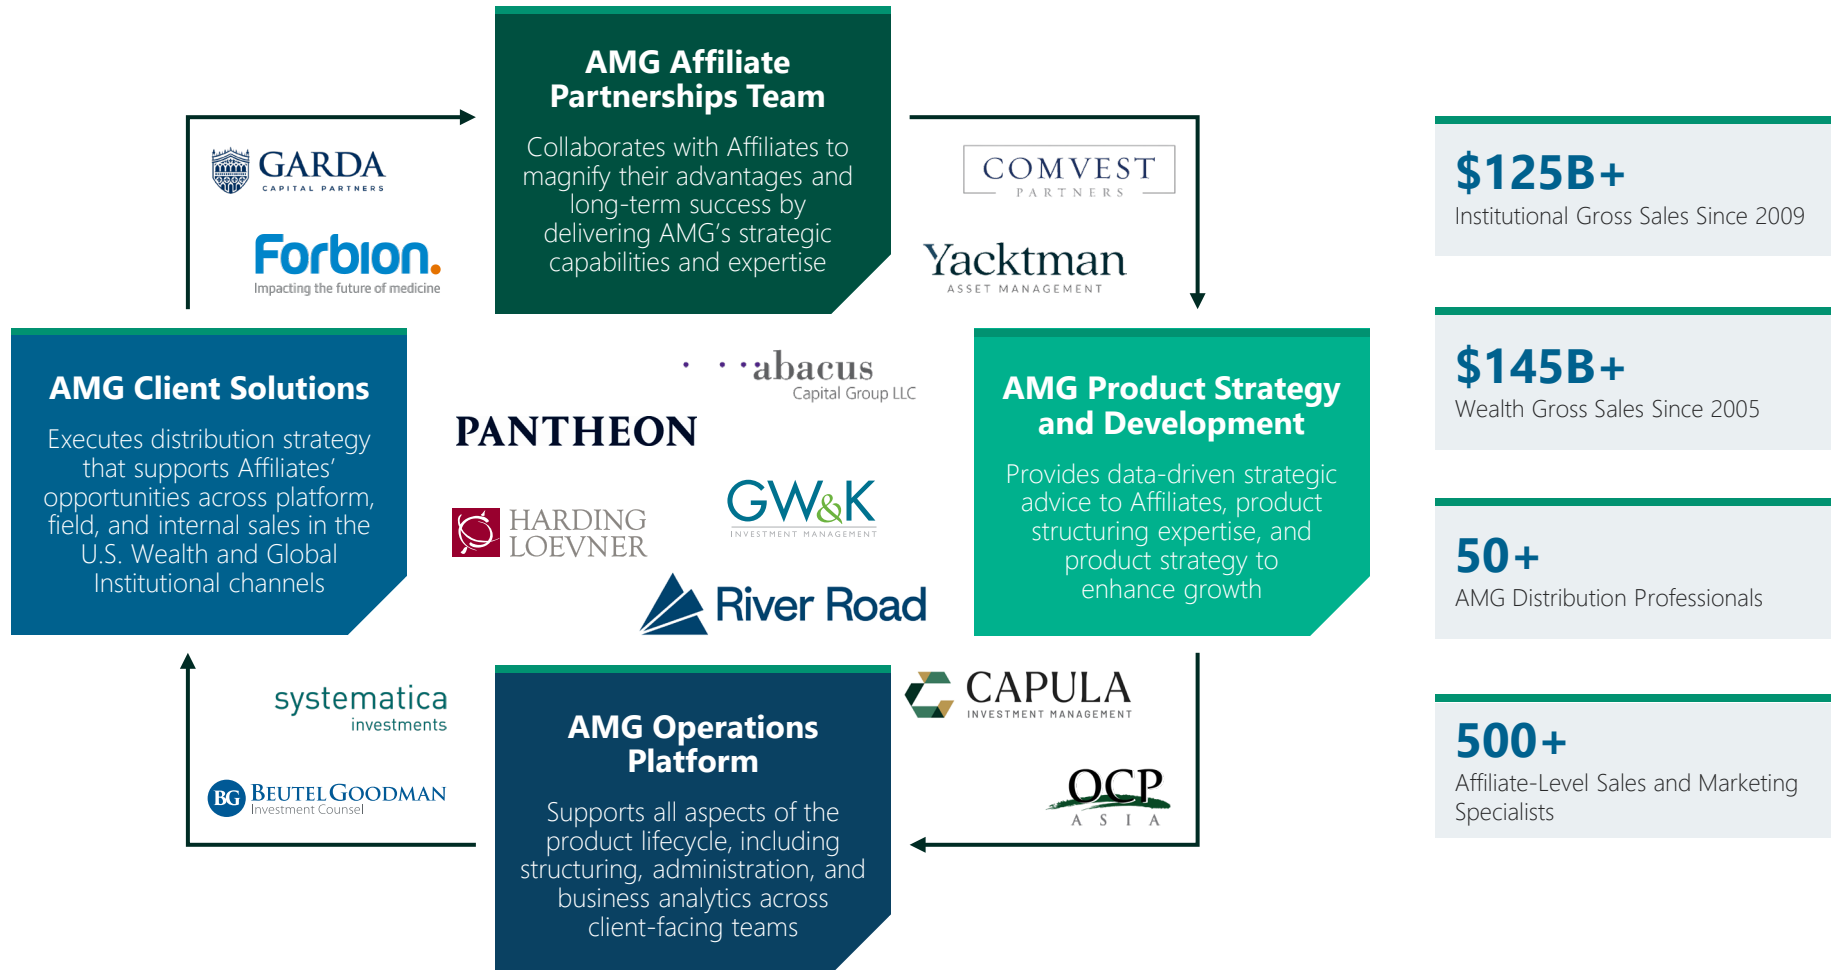 AMG Affiliate
Partnerships Team
Collaborates with Affiliates to
magnify their advantages and
long-term success by
delivering AMG's strategic
capabilities and expertise
GARDA
CAPITAL PARTNERS
Forbion.
Impacting the future of medicine
COMVEST
PARTNERS
Yacktman
ASSET MANAGEMENT
AMG Client Solutions
Executes distribution strategy
that supports Affiliates'
opportunities across platform,
field, and internal sales in the
U.S. Wealth and Global
Institutional channels
abacus
Capital Group LLC
PANTHEON
HARDING
LOEVNER
GW&K
INVESTMENT MANAGEMENT
River Road
AMG Product Strategy
and Development
Provides data-driven strategic
advice to Affiliates, product
structuring expertise, and
product strategy to
enhance growth
systematica
investments
BG BEUTEL GOODMAN
Investment Counsel
AMG Operations
Platform
Supports all aspects of the
product lifecycle, including
structuring, administration, and
business analytics across
client-facing teams
CAPULA
INVESTMENT MANAGEMENT
OCP
ASIA
$125B+
Institutional Gross Sales Since 2009
$145B+
Wealth Gross Sales Since 2005
50+
AMG Distribution Professionals
500+
Affiliate-Level Sales and Marketing
Specialists